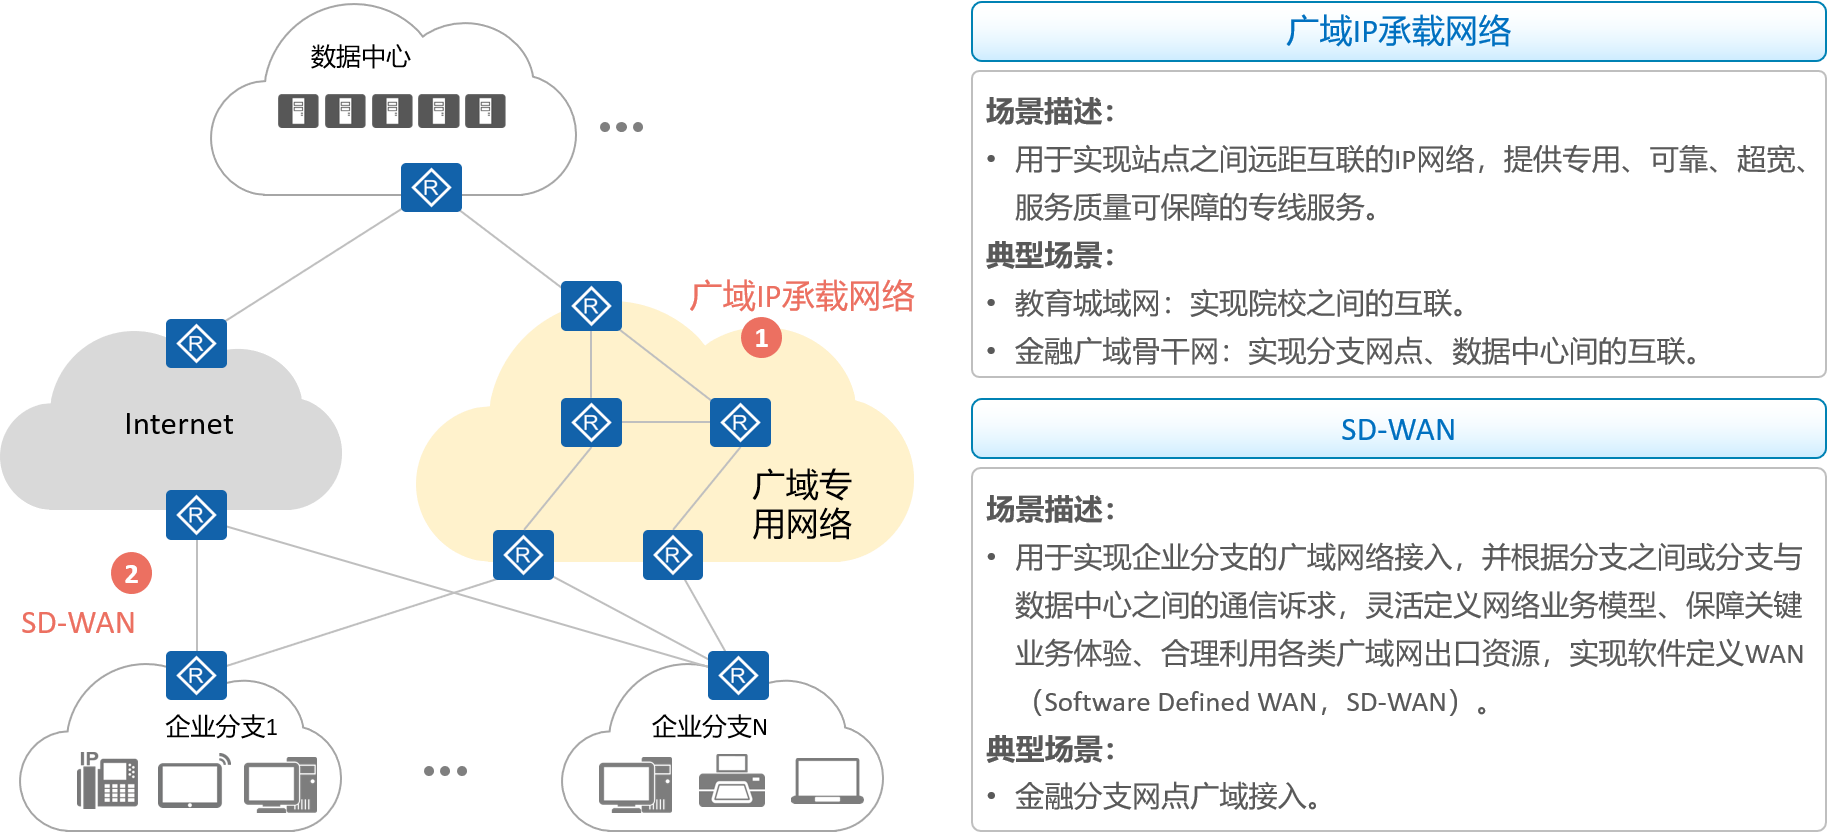 数据中心
R
R
R
广域IP承载网络
1
Internet
R
R
广域专
用网络
R
R
R
2
SD-WAN
R
R
企业分支1
企业分支N
IP
广域IP承载网络
场景描述：
• 用于实现站点之间远距互联的IP网络，提供专用、可靠、超宽、
服务质量可保障的专线服务。
典型场景：
• 教育城域网：实现院校之间的互联。
• 金融广域骨干网：实现分支网点、数据中心间的互联。
SD-WAN
场景描述：
• 用于实现企业分支的广域网络接入，并根据分支之间或分支与
数据中心之间的通信诉求，灵活定义网络业务模型、保障关键
业务体验、合理利用各类广域网出口资源，实现软件定义WAN
（Software Defined WAN，SD-WAN）。
典型场景：
• 金融分支网点广域接入。